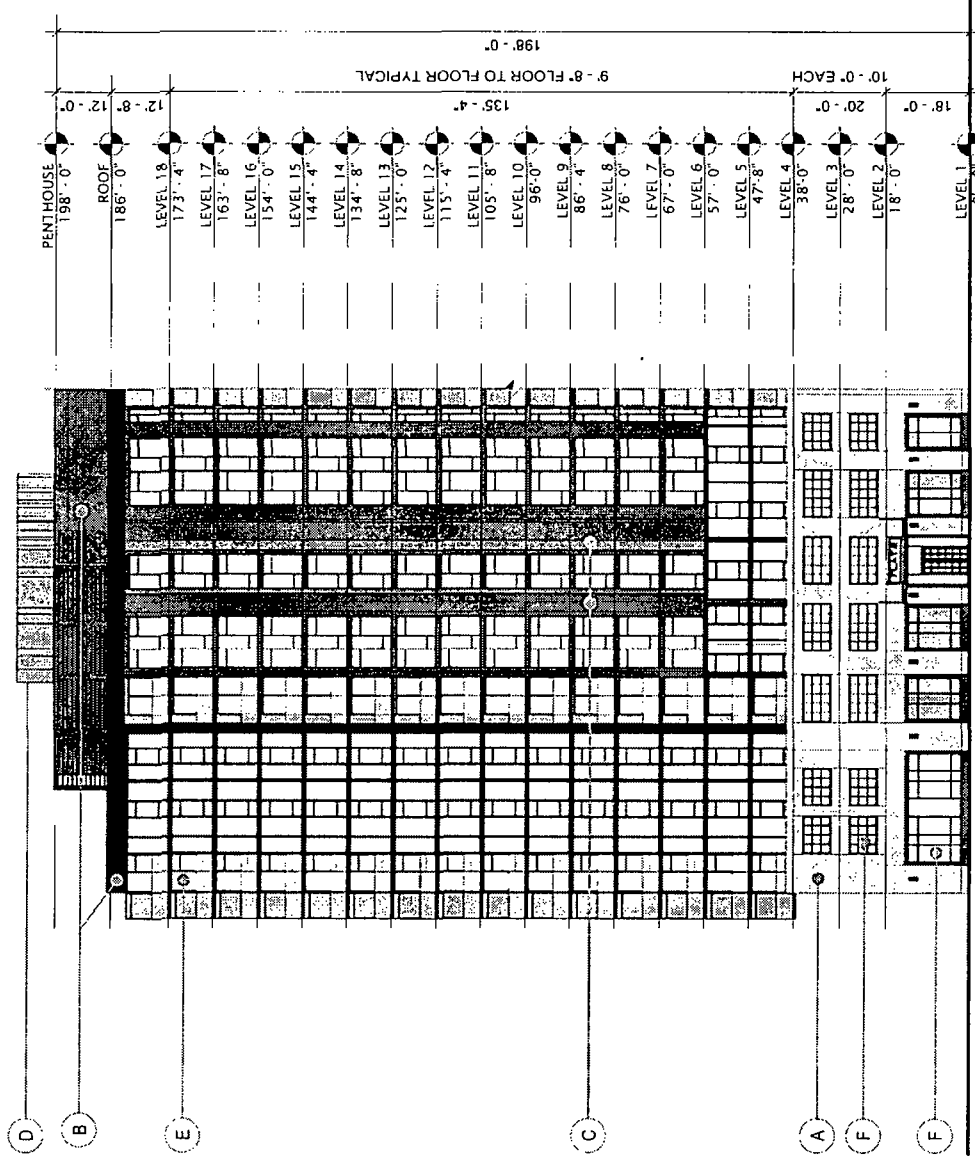 198' - 0"
12' - 0"
12' - 8"
135' - 4"
9' - 8" FLOOR TO FLOOR TYPICAL
20' - 0"
10' - 0" EACH
18' - 0"
PENTHOUSE
198' - 0"
ROOF
186' - 0"
LEVEL 18
173' - 4"
LEVEL 17
163' - 8"
LEVEL 16
154' - 0"
LEVEL 15
144' - 4"
LEVEL 14
134' - 8"
LEVEL 13
125' - 0"
LEVEL 12
115' - 4"
LEVEL 11
105' - 8"
LEVEL 10
96'-0"
LEVEL 9
86' - 4"
LEVEL 8
76' - 0"
LEVEL 7
67' - 0"
LEVEL 6
57' - 0"
LEVEL 5
47'-8"
LEVEL 4
38'-0"
LEVEL 3
28' - 0"
LEVEL 2
18' - 0"
LEVEL 1
D
B
E
C
A
F
F